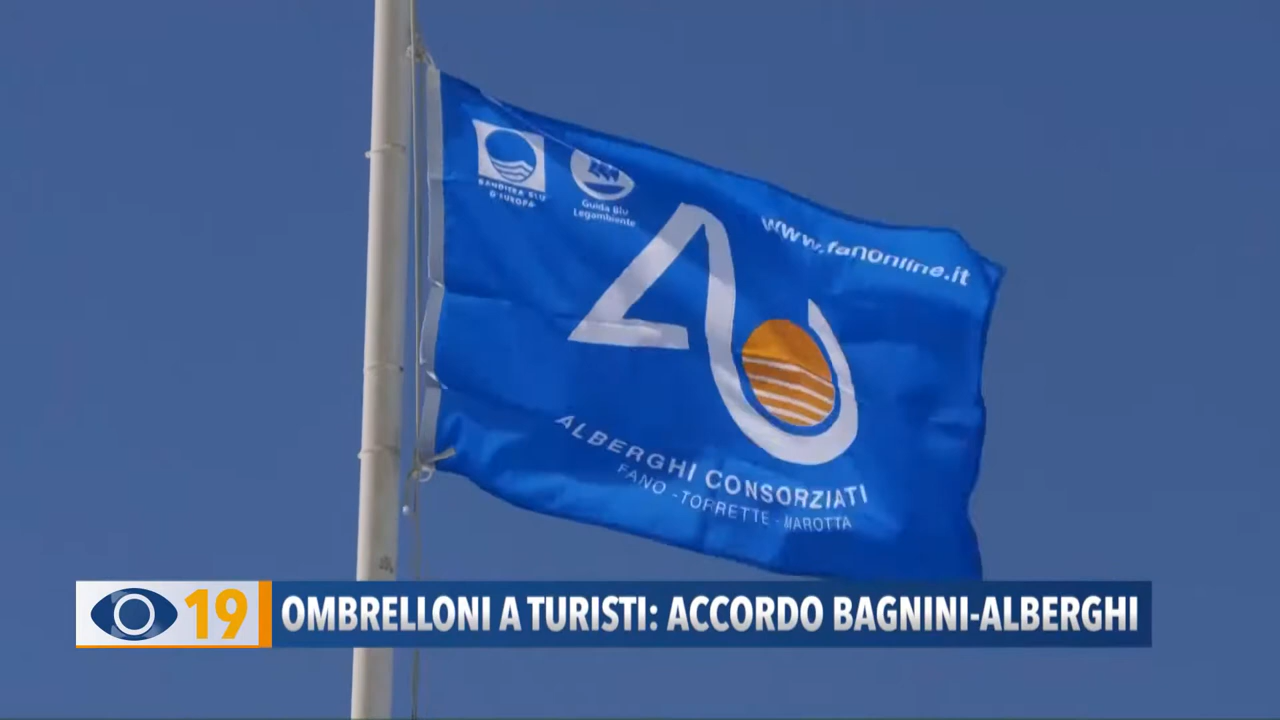 BANDIERA BLU
D'EUROPA
Guida Blu
Legambiente
www.fanonline.it
ALBERGHI CONSORZIATI
FANO - TORRETTE - MAROTTA
19
OMBRELLONI A TURISTI: ACCORDO BAGNINI-ALBERGHI